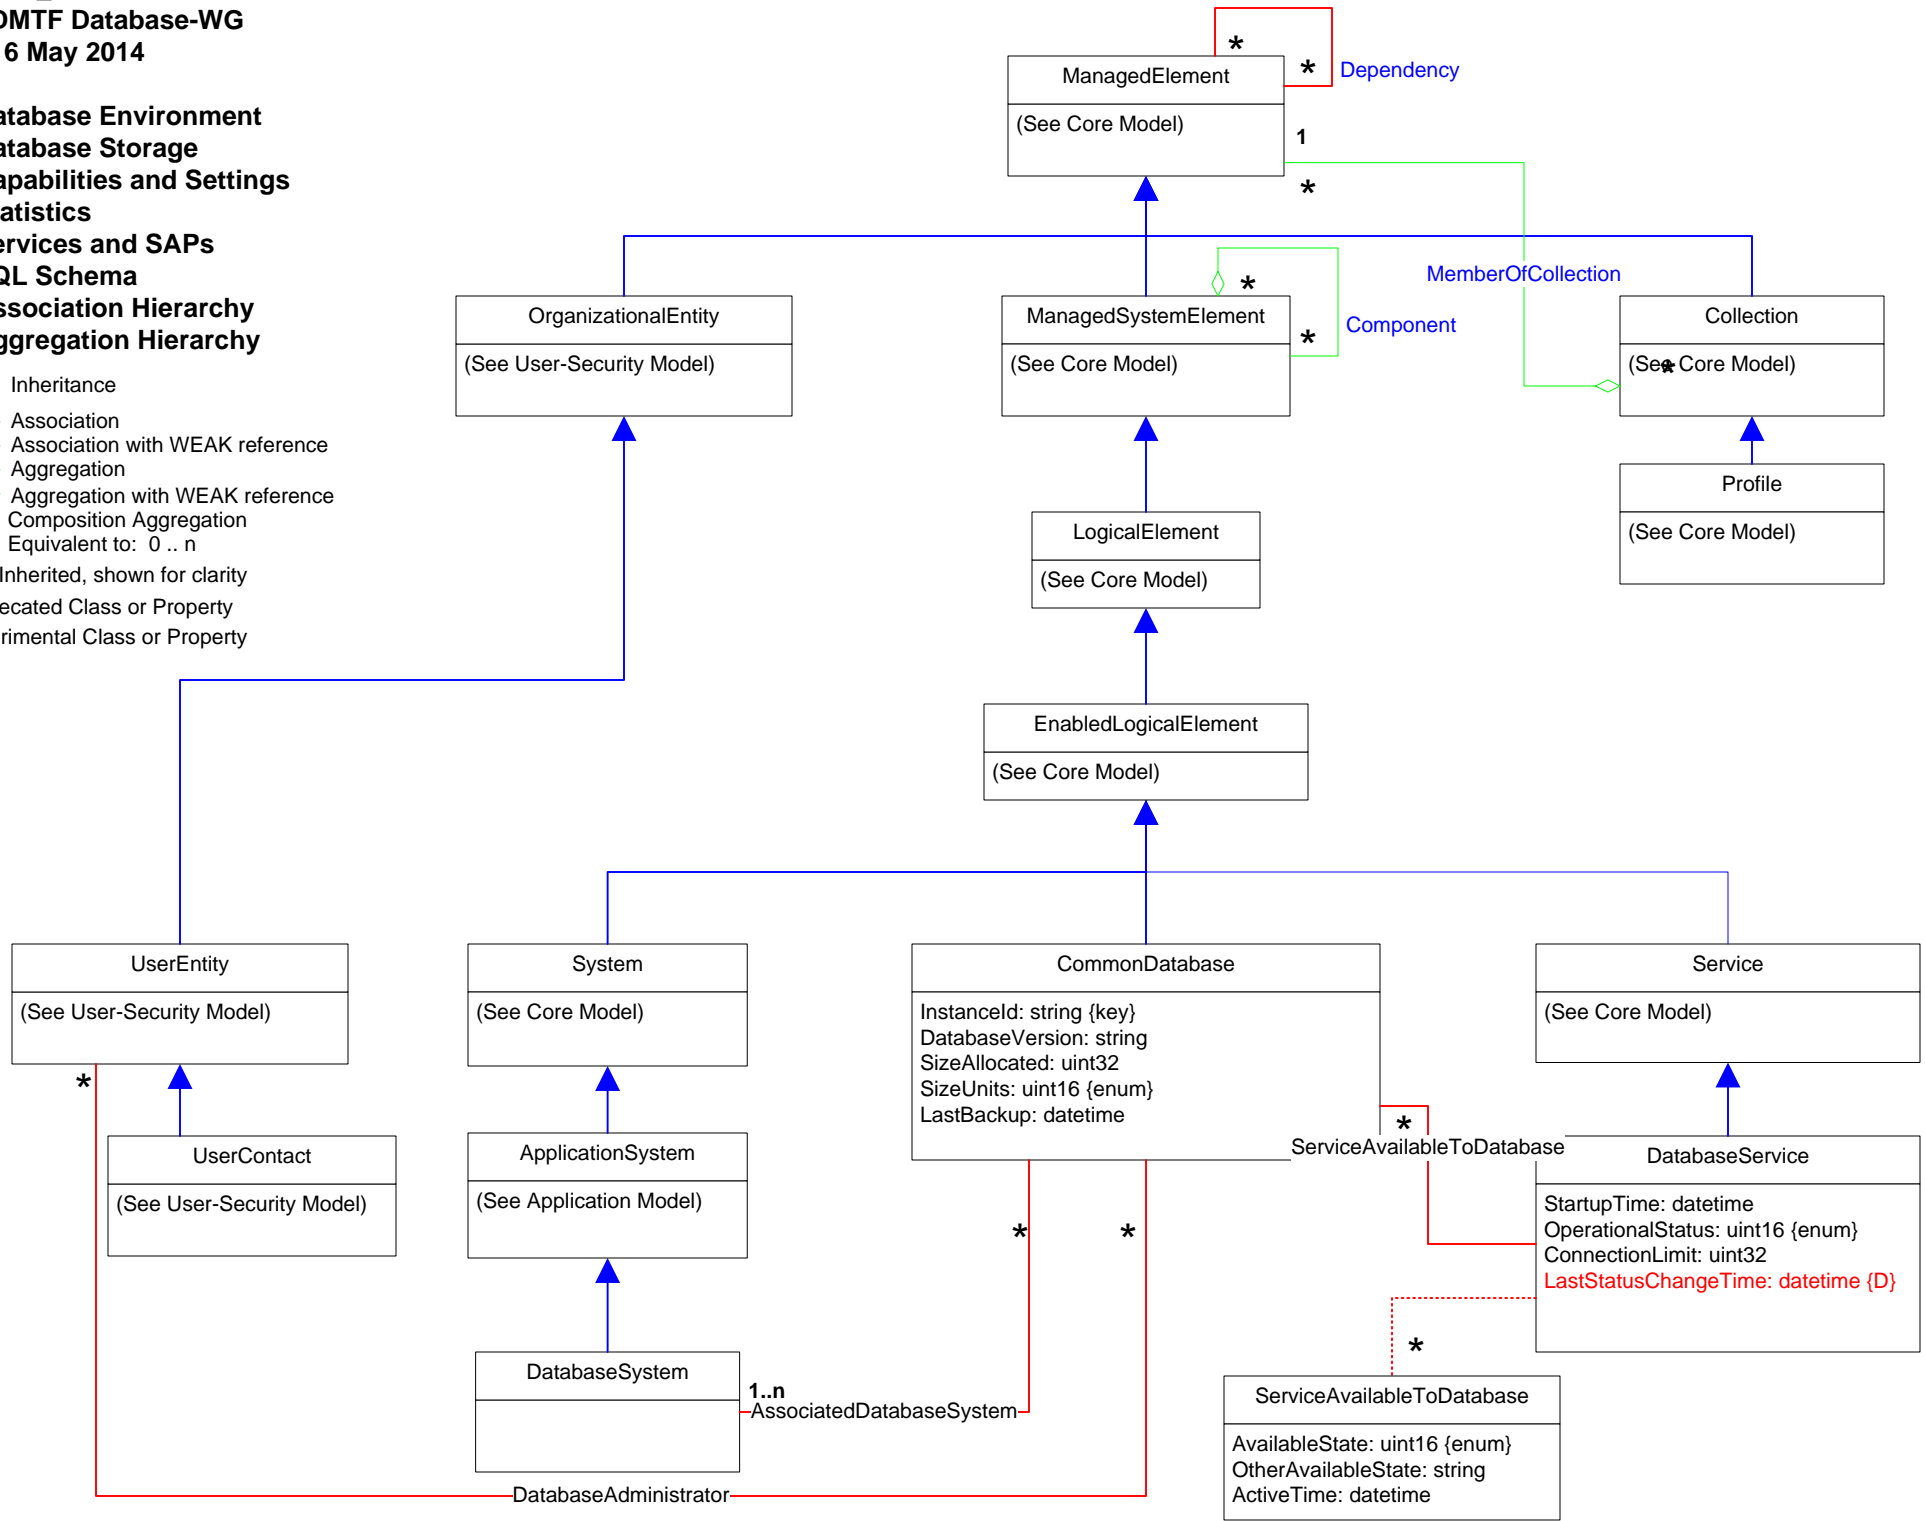 DMTF Database-WG
6 May 2014
atabase Environment
atabase Storage
apabilities and Settings
atistics
ervices and SAPs
QL Schema
ssociation Hierarchy
ggregation Hierarchy
Inheritance
Association
Association with WEAK reference
Aggregation
Aggregation with WEAK reference
Composition Aggregation
Equivalent to: 0 .. n
Inherited, shown for clarity
ecated Class or Property
rimental Class or Property
*
ManagedElement
*
Dependency
(See Core Model)
1
*
OrganizationalEntity
(See User-Security Model)
ManagedSystemElement
(See Core Model)
*
*
Component
MemberOfCollection
Collection
(See Core Model)
*
Profile
(See Core Model)
LogicalElement
(See Core Model)
EnabledLogicalElement
(See Core Model)
UserEntity
(See User-Security Model)
*
UserContact
(See User-Security Model)
System
(See Core Model)
ApplicationSystem
(See Application Model)
DatabaseSystem
1..n
AssociatedDatabaseSystem
DatabaseAdministrator
CommonDatabase
InstanceId: string {key}
DatabaseVersion: string
SizeAllocated: uint32
SizeUnits: uint16 {enum}
LastBackup: datetime
*
*
*
ServiceAvailableToDatabase
Service
(See Core Model)
DatabaseService
StartupTime: datetime
OperationalStatus: uint16 {enum}
ConnectionLimit: uint32
LastStatusChangeTime: datetime {D}
*
ServiceAvailableToDatabase
AvailableState: uint16 {enum}
OtherAvailableState: string
ActiveTime: datetime